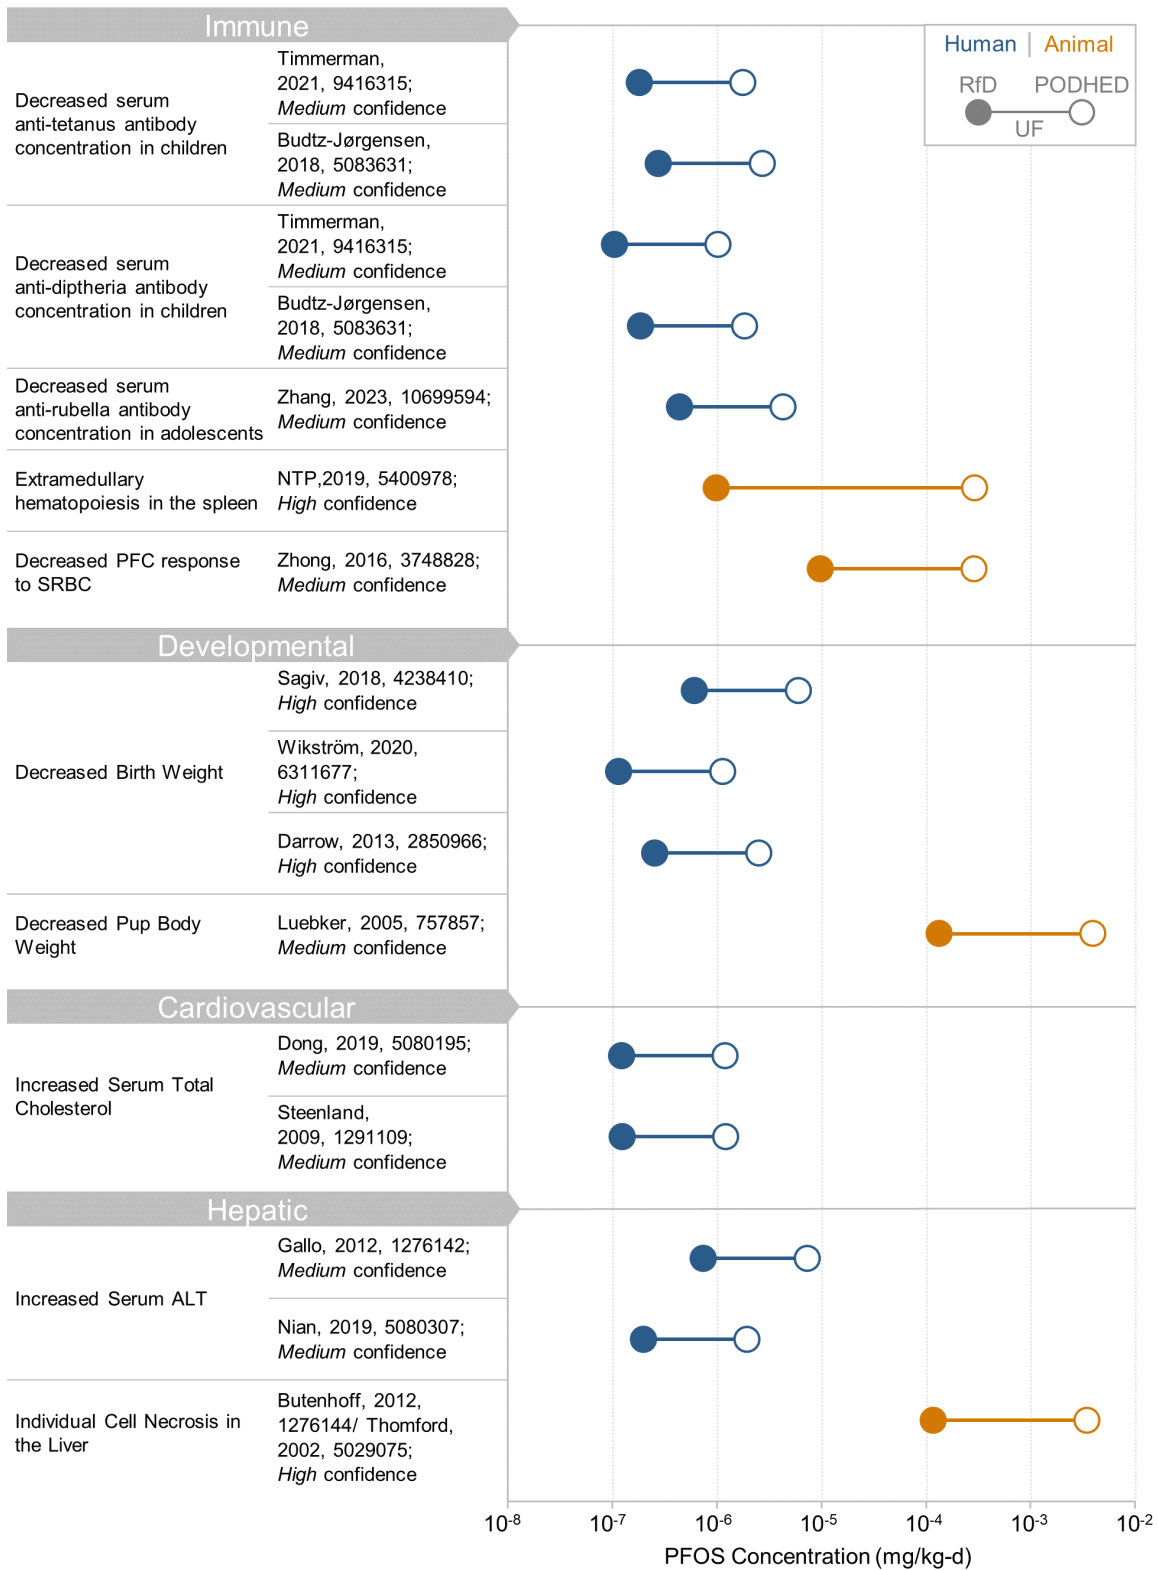 Immune
Human | Animal
RfD PODHED
UF
Decreased serum
anti-tetanus antibody
concentration in children
Timmerman,
2021, 9416315;
Medium confidence
Budtz-Jørgensen,
2018, 5083631;
Medium confidence
Decreased serum
anti-diptheria antibody
concentration in children
Timmerman,
2021, 9416315;
Medium confidence
Budtz-Jørgensen,
2018, 5083631;
Medium confidence
Decreased serum
anti-rubella antibody
concentration in adolescents
Zhang, 2023, 10699594;
Medium confidence
Extramedullary
hematopoiesis in the spleen
NTP,2019, 5400978;
High confidence
Decreased PFC response
to SRBC
Zhong, 2016, 3748828;
Medium confidence
Developmental
Decreased Birth Weight
Sagiv, 2018, 4238410;
High confidence
Wikström, 2020,
6311677;
High confidence
Darrow, 2013, 2850966;
High confidence
Decreased Pup Body
Weight
Luebker, 2005, 757857;
Medium confidence
Cardiovascular
Increased Serum Total
Cholesterol
Dong, 2019, 5080195;
Medium confidence
Steenland,
2009, 1291109;
Medium confidence
Hepatic
Increased Serum ALT
Gallo, 2012, 1276142;
Medium confidence
Nian, 2019, 5080307;
Medium confidence
Individual Cell Necrosis in
the Liver
Butenhoff, 2012,
1276144/ Thomford,
2002, 5029075;
High confidence
10⁻⁸ 10⁻⁷ 10⁻⁶ 10⁻⁵ 10⁻⁴ 10⁻³ 10⁻²
PFOS Concentration (mg/kg-d)